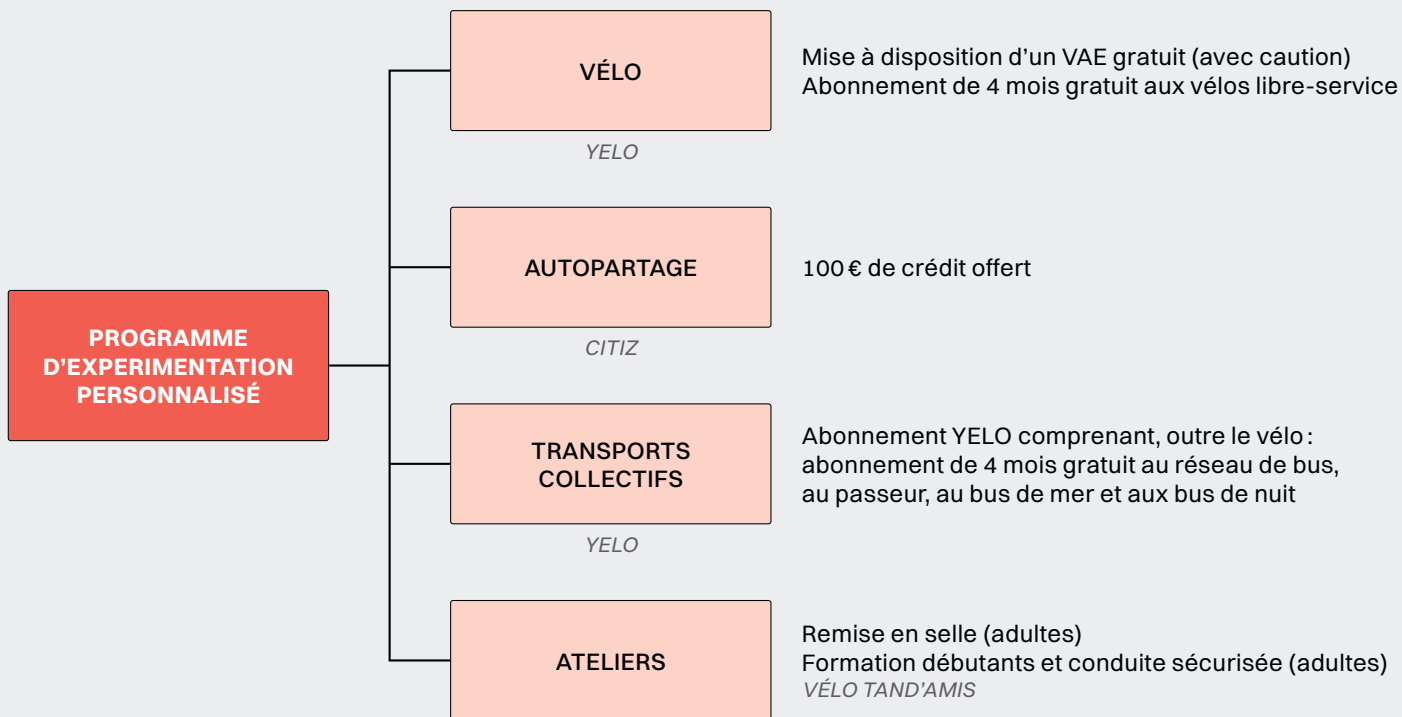 VÉLO
Mise à disposition d’un VAE gratuit (avec caution)
Abonnement de 4 mois gratuit aux vélos libre-service
YELO
AUTOPARTAGE
100 € de crédit offert
CITIZ
PROGRAMME
D’EXPERIMENTATION
PERSONNALISÉ
TRANSPORTS
COLLECTIFS
Abonnement YELO comprenant, outre le vélo :
abonnement de 4 mois gratuit au réseau de bus,
au passeur, au bus de mer et aux bus de nuit
YELO
ATELIERS
Remise en selle (adultes)
Formation débutants et conduite sécurisée (adultes)
VÉLO TAND’AMIS